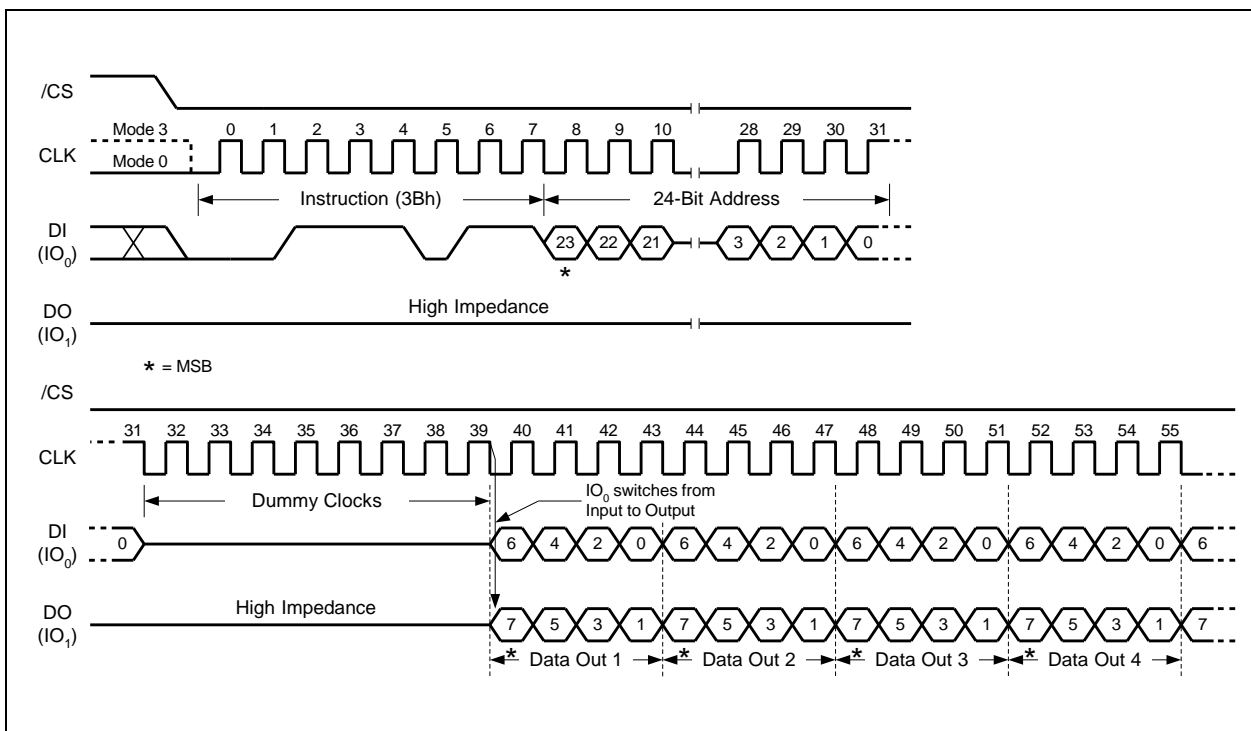 /CS
Mode 3
0 1 2 3 4 5 6 7 8 9 10 28 29 30 31
CLK
Mode 0
Instruction (3Bh) 24-Bit Address
DI
(IO0)
23 22 21 3 2 1 0
*
High Impedance
DO
(IO1)
* = MSB
/CS
31 32 33 34 35 36 37 38 39 40 41 42 43 44 45 46 47 48 49 50 51 52 53 54 55
CLK
Dummy Clocks
IO0 switches from
Input to Output
DI
(IO0)
0 6 4 2 0 6 4 2 0 6 4 2 0 6 4 2 0 6
High Impedance
DO
(IO1)
7 5 3 1 7 5 3 1 7 5 3 1 7 5 3 1 7
* Data Out 1 * Data Out 2 * Data Out 3 * Data Out 4